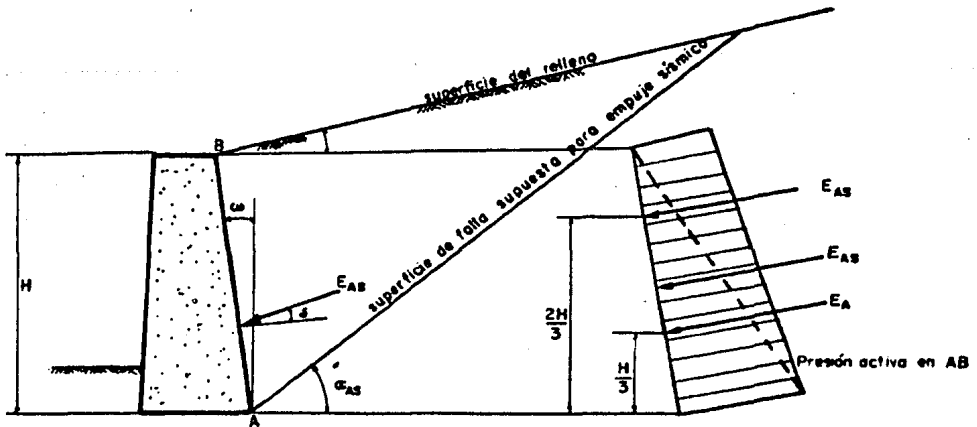 superficie del relleno
superficie de falla supuesta para empuje sísmico
B
H
ω
E_AS
δ
α_AS
A
2H/3
H/3
E_AS
E_AS
E_A
Presión activa en AB